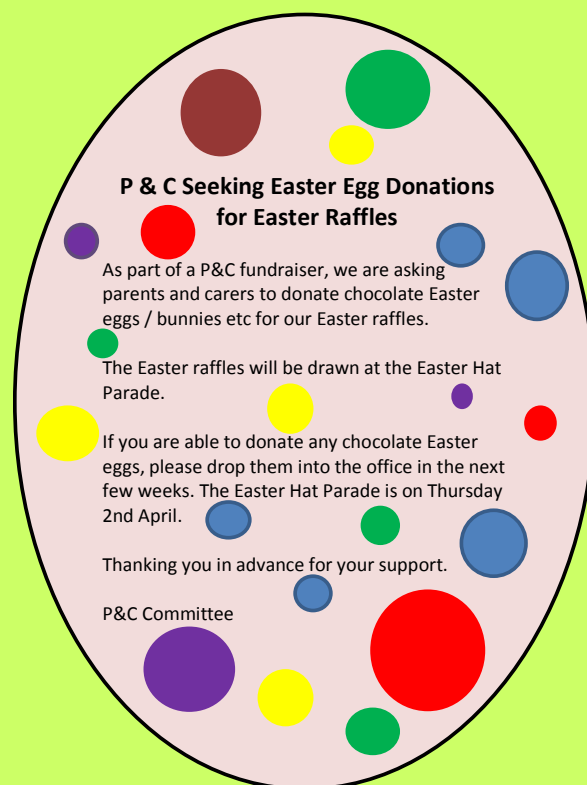 P & C Seeking Easter Egg Donations
for Easter Raffles
As part of a P&C fundraiser, we are asking
parents and carers to donate chocolate Easter
eggs / bunnies etc for our Easter raffles.
The Easter raffles will be drawn at the Easter Hat
Parade.
If you are able to donate any chocolate Easter
eggs, please drop them into the office in the next
few weeks. The Easter Hat Parade is on Thursday
2nd April.
Thanking you in advance for your support.
P&C Committee